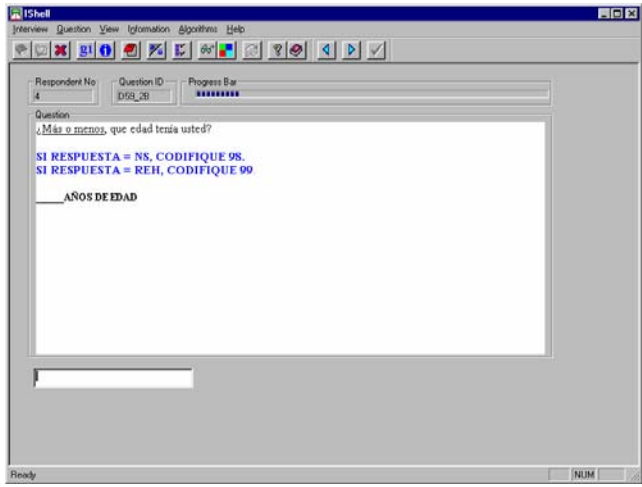 IShell
Interview Question View Information Algorithms Help
Respondent No Question ID Progress Bar
4 D59_2B
Question
¿Más o menos, que edad tenía usted?
SI RESPUESTA = NS, CODIFIQUE 98.
SI RESPUESTA = REH, CODIFIQUE 99.
_____AÑOS DE EDAD
Ready NUM